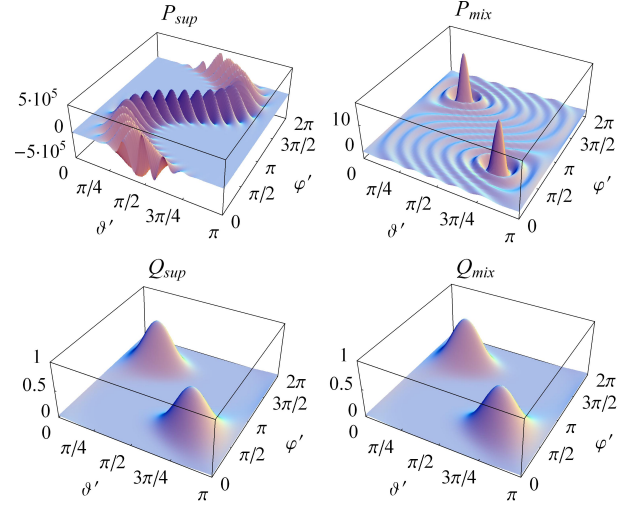 P_sup
5·10^5
0
−5·10^5
0
π/4
π/2
3π/4
π
ϑ′
0
π/2
π
3π/2
2π
φ′
P_mix
10
0
0
π/4
π/2
3π/4
π
ϑ′
0
π/2
π
3π/2
2π
φ′
Q_sup
1
0.5
0
0
π/4
π/2
3π/4
π
ϑ′
0
π/2
π
3π/2
2π
φ′
Q_mix
1
0.5
0
0
π/4
π/2
3π/4
π
ϑ′
0
π/2
π
3π/2
2π
φ′